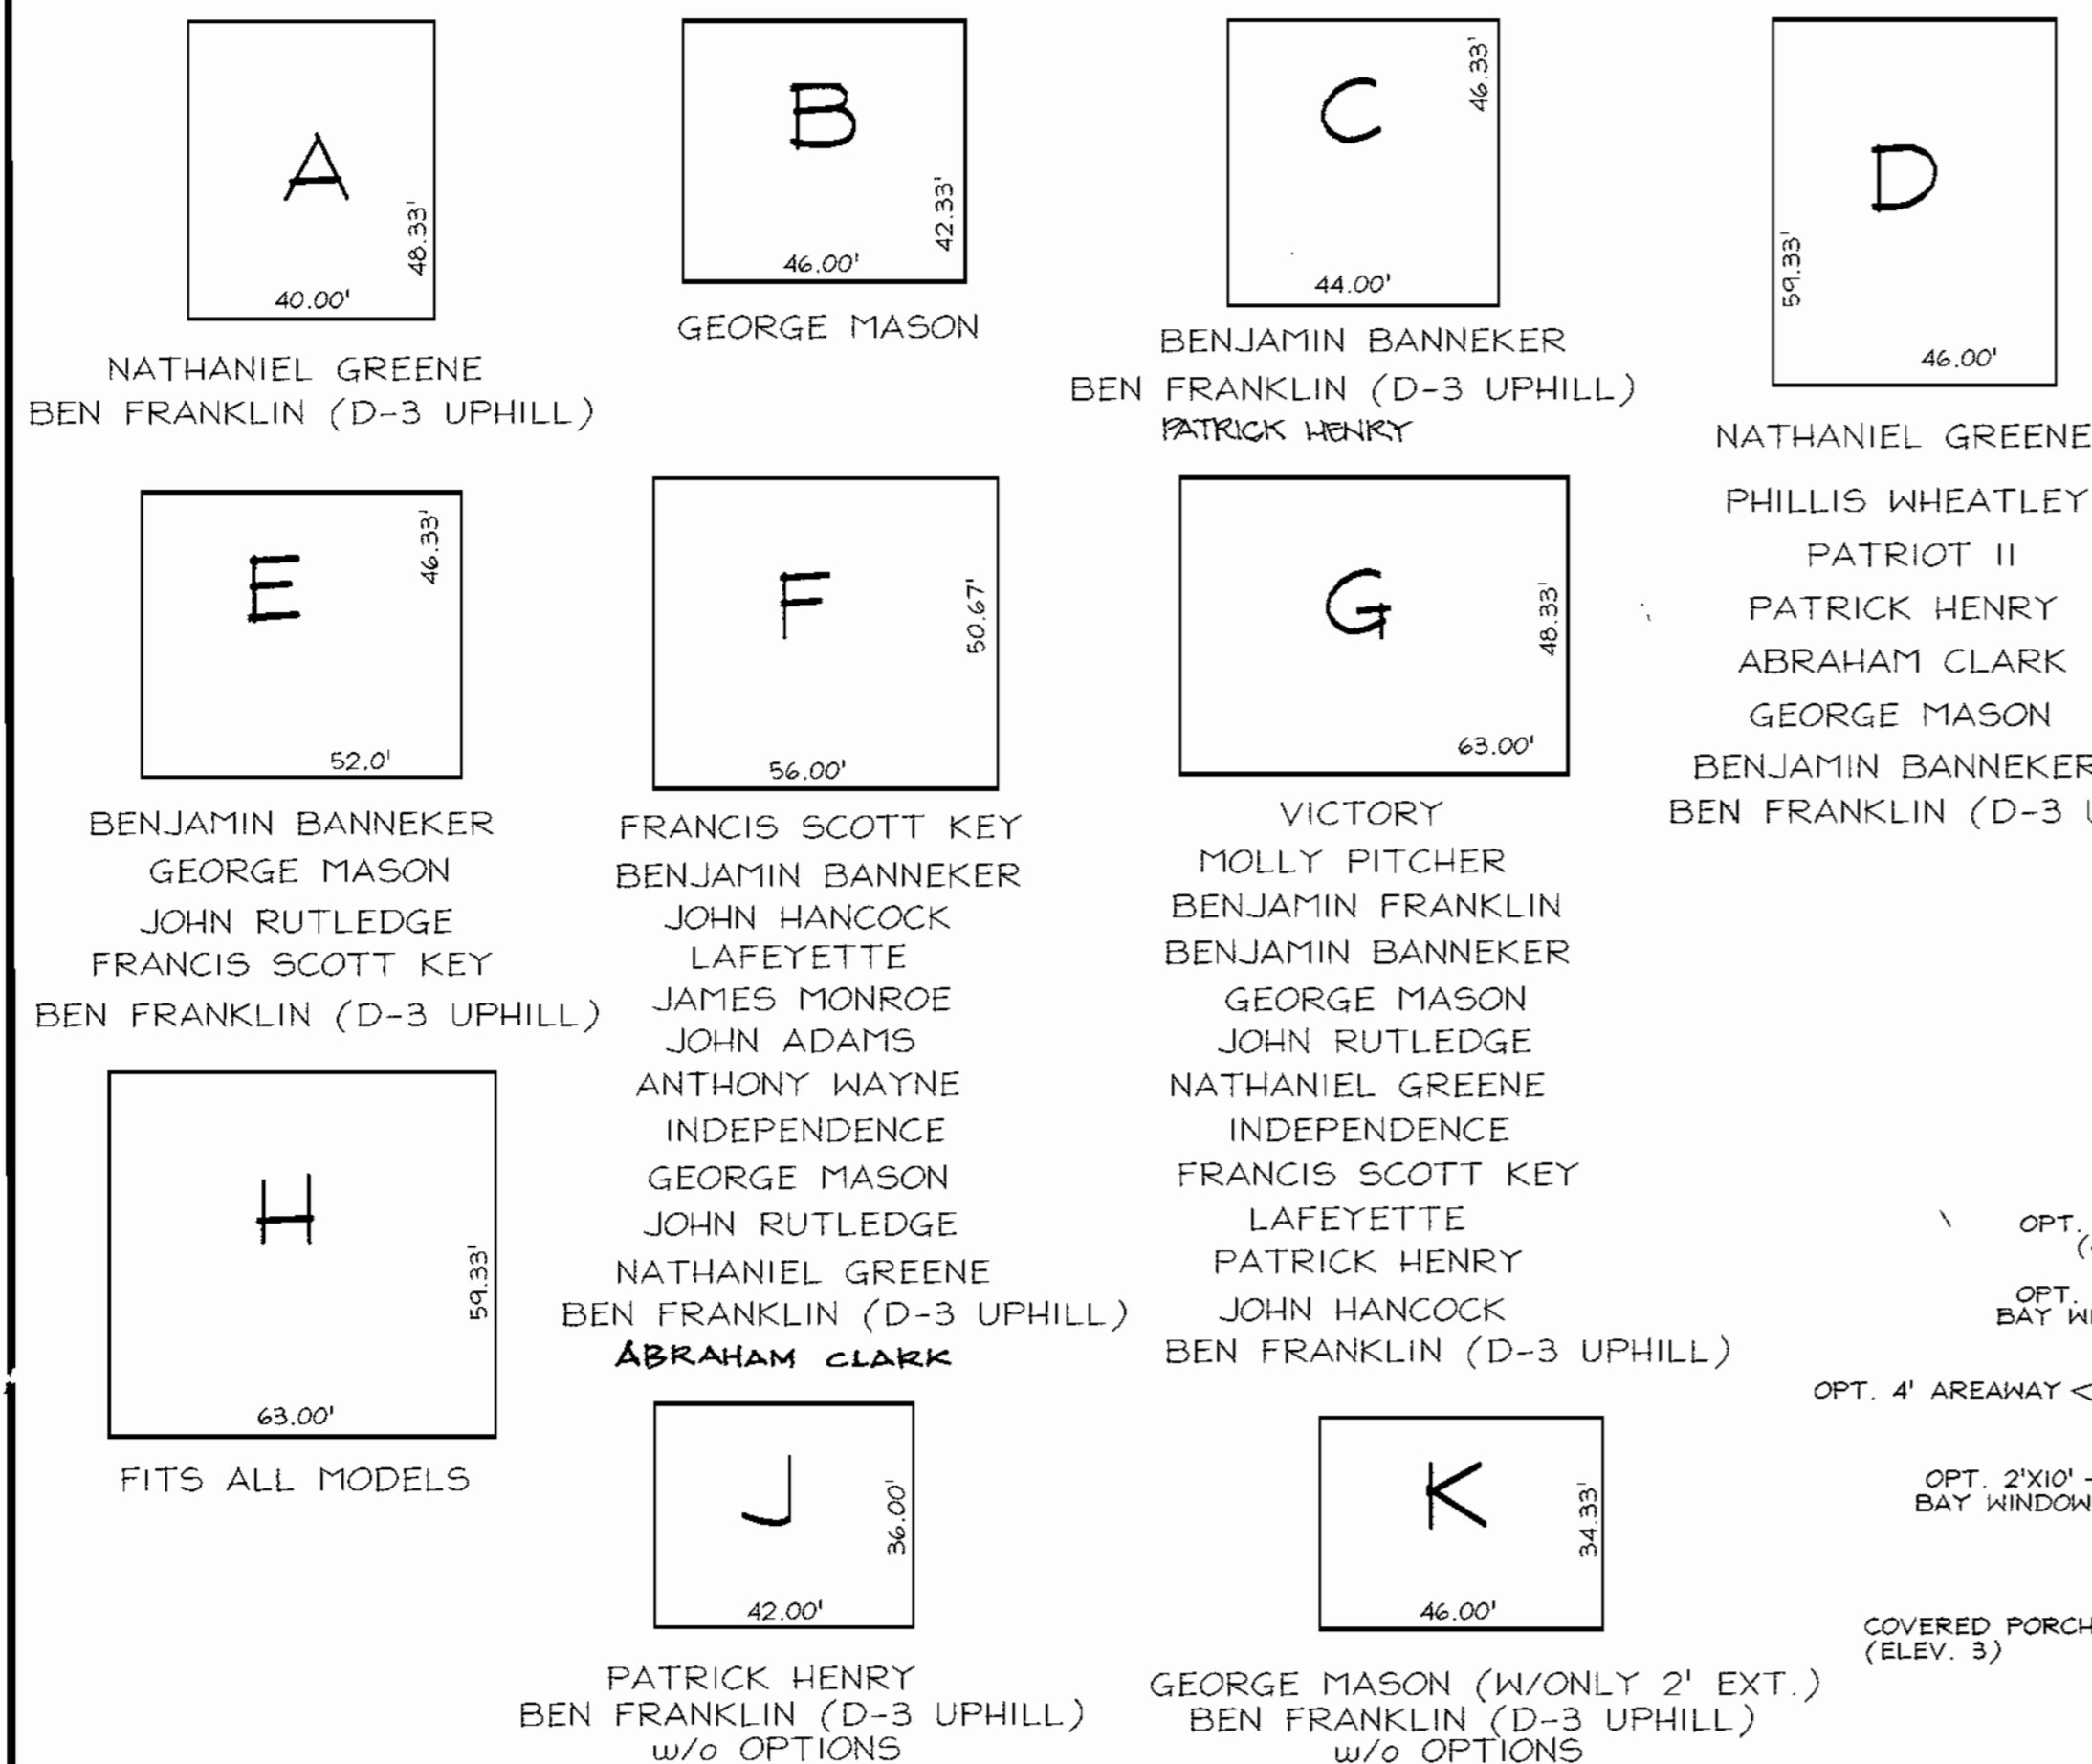 A
48.33'
40.00'
NATHANIEL GREENE
BEN FRANKLIN (D-3 UPHILL)
B
42.33'
46.00'
GEORGE MASON
C
46.33'
44.00'
BENJAMIN BANNEKER
BEN FRANKLIN (D-3 UPHILL)
PATRICK HENRY
D
59.33'
46.00'
NATHANIEL GREENE
PHILLIS WHEATLEY
PATRIOT II
PATRICK HENRY
ABRAHAM CLARK
GEORGE MASON
BENJAMIN BANNEKER
BEN FRANKLIN (D-3
E
46.33'
52.0'
BENJAMIN BANNEKER
GEORGE MASON
JOHN RUTLEDGE
FRANCIS SCOTT KEY
BEN FRANKLIN (D-3 UPHILL)
F
50.67'
56.00'
FRANCIS SCOTT KEY
BENJAMIN BANNEKER
JOHN HANCOCK
LAFEYETTE
JAMES MONROE
JOHN ADAMS
ANTHONY WAYNE
INDEPENDENCE
GEORGE MASON
JOHN RUTLEDGE
NATHANIEL GREENE
BEN FRANKLIN (D-3 UPHILL)
ABRAHAM CLARK
G
48.33'
63.00'
VICTORY
MOLLY PITCHER
BENJAMIN FRANKLIN
BENJAMIN BANNEKER
GEORGE MASON
JOHN RUTLEDGE
NATHANIEL GREENE
INDEPENDENCE
FRANCIS SCOTT KEY
LAFEYETTE
PATRICK HENRY
JOHN HANCOCK
BEN FRANKLIN (D-3 UPHILL)
H
59.33'
63.00'
FITS ALL MODELS
J
36.00'
42.00'
PATRICK HENRY
BEN FRANKLIN (D-3 UPHILL)
w/o OPTIONS
K
34.33'
46.00'
GEORGE MASON (W/ONLY 2' EXT.)
BEN FRANKLIN (D-3 UPHILL)
w/o OPTIONS
OPT.
OPT.
BAY
OPT. 4' AREAWAY
OPT. 2'X10'
BAY WINDOW
COVERED PORCH
(ELEV. 3)